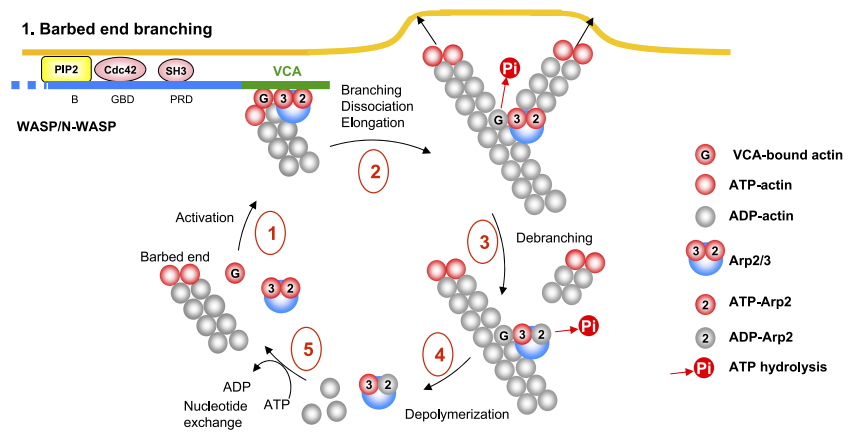 1. Barbed end branching
PIP2 Cdc42 SH3 VCA
B GBD PRD
WASP/N-WASP
G 3 2
Branching
Dissociation
Elongation
2
Pi
G 3 2
G VCA-bound actin
ATP-actin
ADP-actin
3 2 Arp2/3
2 ATP-Arp2
2 ADP-Arp2
Pi ATP hydrolysis
Activation
1
Barbed end
G
3 2
3
Debranching
G 3 2
Pi
4
Depolymerization
3 2
5
ADP
ATP
Nucleotide
exchange